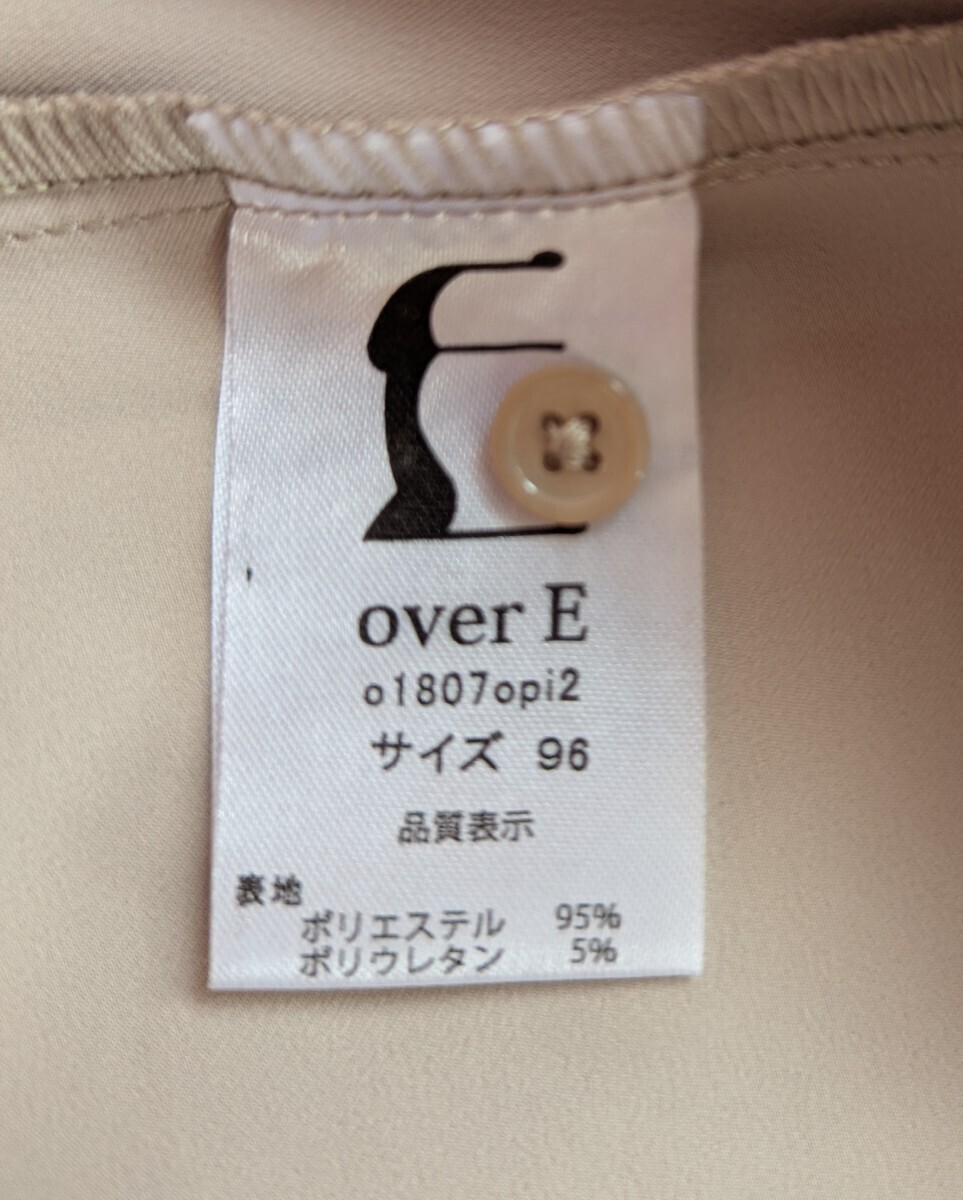 over E
o1807opi2
サイズ 96
品質表示
表地
ポリエステル 95%
ポリウレタン 5%